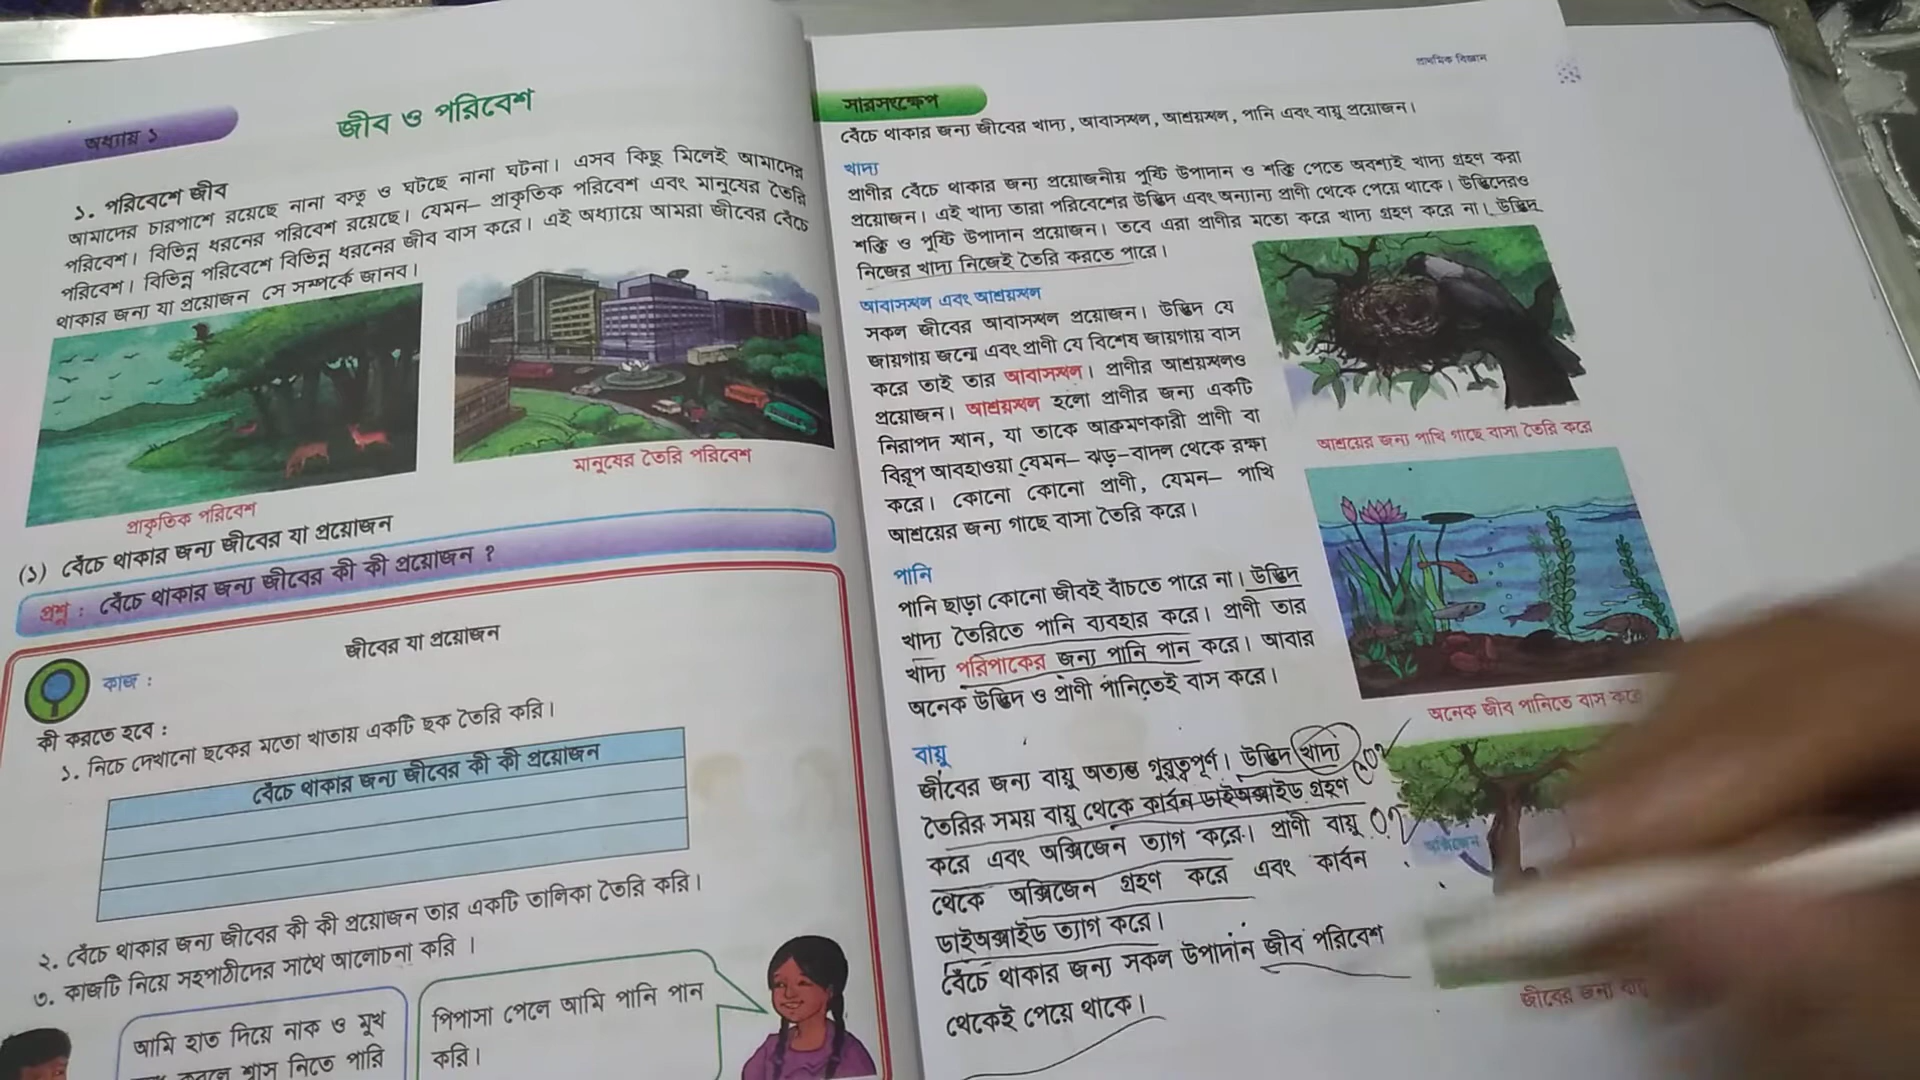 অধ্যায় ১
জীব ও পরিবেশ
১. পরিবেশে জীব
আমাদের চারপাশে রয়েছে নানা বস্তু ও ঘটছে নানা ঘটনা। এসব কিছু মিলেই আমাদের
পরিবেশ। বিভিন্ন ধরনের পরিবেশ রয়েছে। যেমন– প্রাকৃতিক পরিবেশ এবং মানুষের তৈরি
পরিবেশ। বিভিন্ন পরিবেশে বিভিন্ন ধরনের জীব বাস করে। এই অধ্যায়ে আমরা জীবের বেঁচে
থাকার জন্য যা প্রয়োজন সে সম্পর্কে জানব।
প্রাকৃতিক পরিবেশ
মানুষের তৈরি পরিবেশ
(১) বেঁচে থাকার জন্য জীবের যা প্রয়োজন
প্রশ্ন : বেঁচে থাকার জন্য জীবের কী কী প্রয়োজন ?
জীবের যা প্রয়োজন
কাজ :
কী করতে হবে :
১. নিচে দেখানো ছকের মতো খাতায় একটি ছক তৈরি করি।
বেঁচে থাকার জন্য জীবের কী কী প্রয়োজন
২. বেঁচে থাকার জন্য জীবের কী কী প্রয়োজন তার একটি তালিকা তৈরি করি।
৩. কাজটি নিয়ে সহপাঠীদের সাথে আলোচনা করি ।
আমি হাত দিয়ে নাক ও মুখ
শ্বাস নিতে পারি
পিপাসা পেলে আমি পানি পান
করি।
প্রাথমিক বিজ্ঞান
সারসংক্ষেপ
বেঁচে থাকার জন্য জীবের খাদ্য, আবাসস্থল, আশ্রয়স্থল, পানি এবং বায়ু প্রয়োজন।
খাদ্য
প্রাণীর বেঁচে থাকার জন্য প্রয়োজনীয় পুষ্টি উপাদান ও শক্তি পেতে অবশ্যই খাদ্য গ্রহণ করা
প্রয়োজন। এই খাদ্য তারা পরিবেশের উদ্ভিদ এবং অন্যান্য প্রাণী থেকে পেয়ে থাকে। উদ্ভিদেরও
শক্তি ও পুষ্টি উপাদান প্রয়োজন। তবে এরা প্রাণীর মতো করে খাদ্য গ্রহণ করে না। উদ্ভিদ
নিজের খাদ্য নিজেই তৈরি করতে পারে।
আবাসস্থল এবং আশ্রয়স্থল
সকল জীবের আবাসস্থল প্রয়োজন। উদ্ভিদ যে
জায়গায় জন্মে এবং প্রাণী যে বিশেষ জায়গায় বাস
করে তাই তার আবাসস্থল। প্রাণীর আশ্রয়স্থলও
প্রয়োজন। আশ্রয়স্থল হলো প্রাণীর জন্য একটি
নিরাপদ স্থান, যা তাকে আক্রমণকারী প্রাণী বা
বিরূপ আবহাওয়া যেমন– ঝড়-বাদল থেকে রক্ষা
করে। কোনো কোনো প্রাণী, যেমন– পাখি
আশ্রয়ের জন্য গাছে বাসা তৈরি করে।
আশ্রয়ের জন্য পাখি গাছে বাসা তৈরি করে
পানি
পানি ছাড়া কোনো জীবই বাঁচতে পারে না। উদ্ভিদ
খাদ্য তৈরিতে পানি ব্যবহার করে। প্রাণী তার
খাদ্য পরিপাকের জন্য পানি পান করে। আবার
অনেক উদ্ভিদ ও প্রাণী পানিতেই বাস করে।
অনেক জীব পানিতে বাস করে
বায়ু
জীবের জন্য বায়ু অত্যন্ত গুরুত্বপূর্ণ। উদ্ভিদ খাদ্য
তৈরির সময় বায়ু থেকে কার্বন ডাইঅক্সাইড গ্রহণ
করে এবং অক্সিজেন ত্যাগ করে। প্রাণী বায়ু
থেকে অক্সিজেন গ্রহণ করে এবং কার্বন
ডাইঅক্সাইড ত্যাগ করে।
বেঁচে থাকার জন্য সকল উপাদান জীব পরিবেশ
থেকেই পেয়ে থাকে।
অক্সিজেন
জীবের জন্য